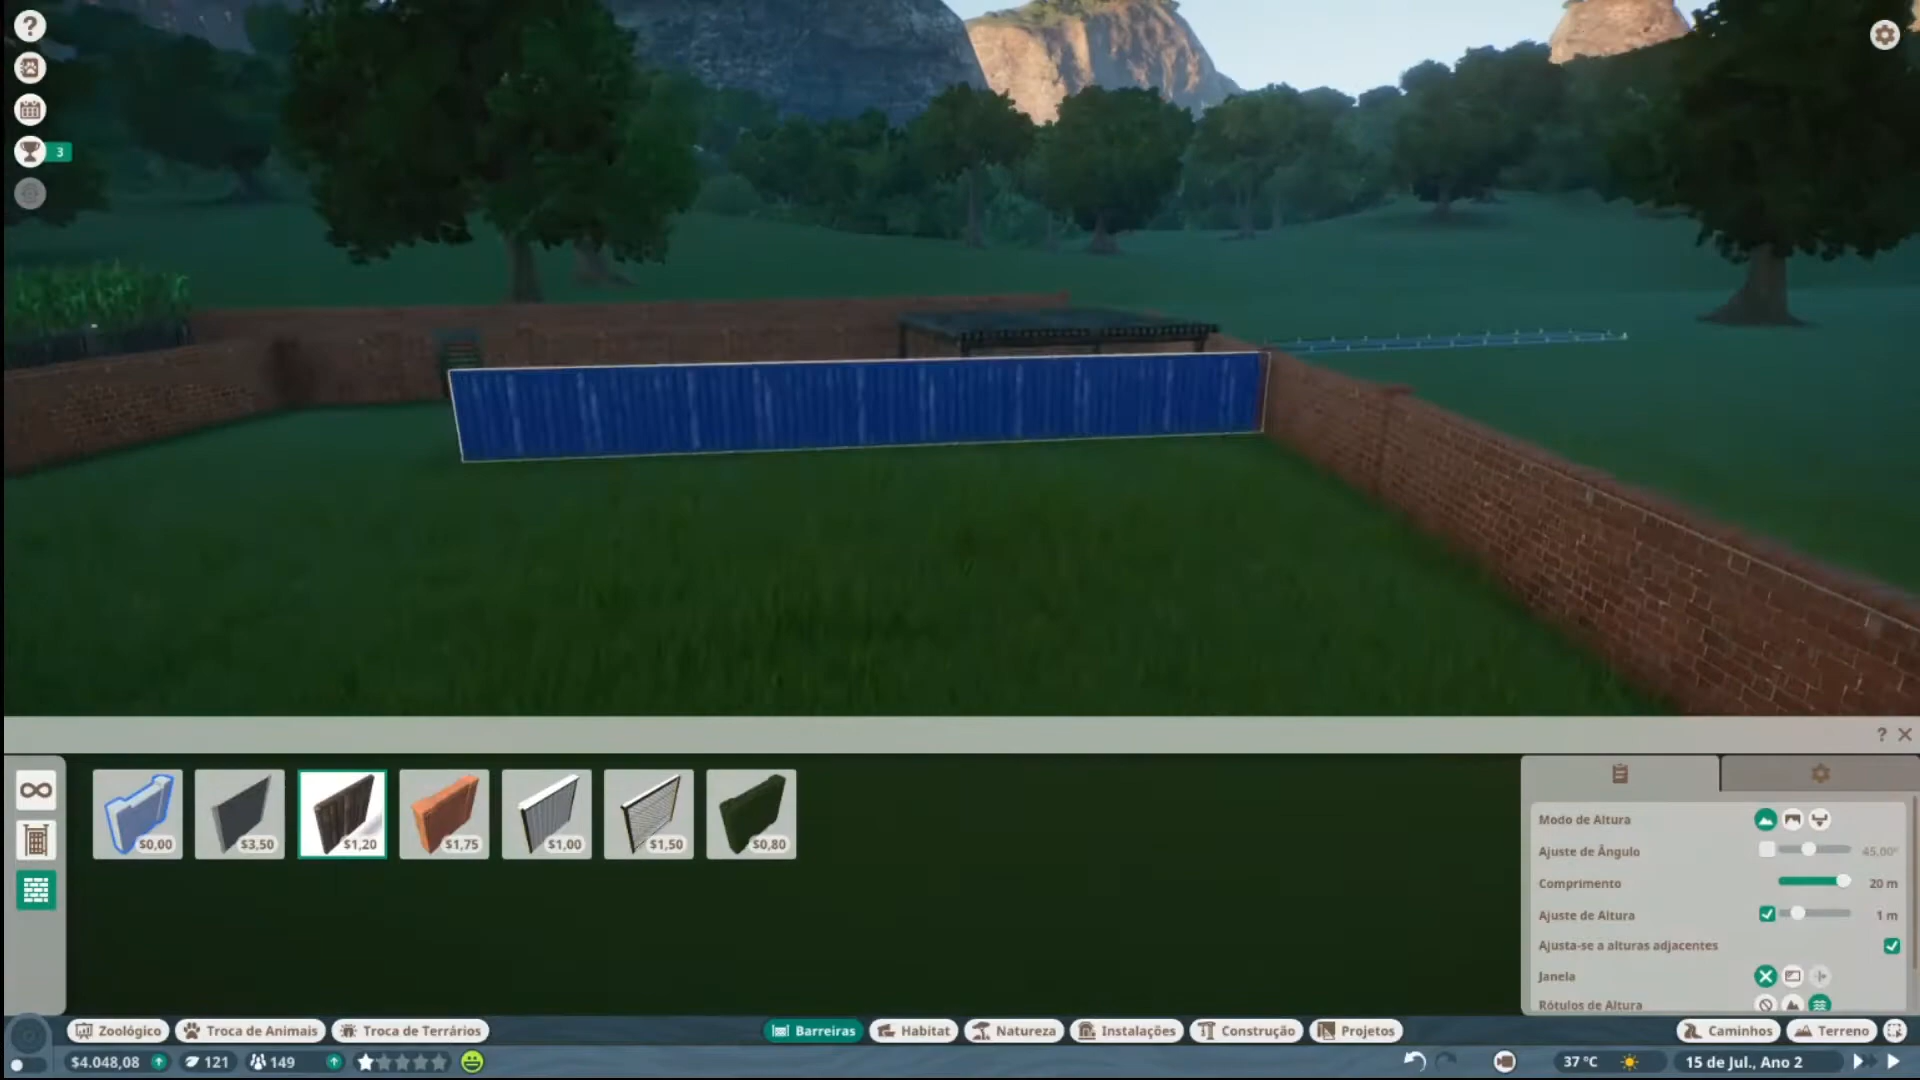 ?
3
? X
$0,00
$3,50
$1,20
$1,75
$1,00
$1,50
$0,80
Modo de Altura
Ajuste de Ângulo 45,00°
Comprimento 20 m
Ajuste de Altura 1 m
Ajusta-se a alturas adjacentes
Janela
Rótulos de Altura
Zoológico Troca de Animais Troca de Terrários Barreiras Habitat Natureza Instalações Construção Projetos Caminhos Terreno
$4.048,08 121 149 37 °C 15 de Jul., Ano 2